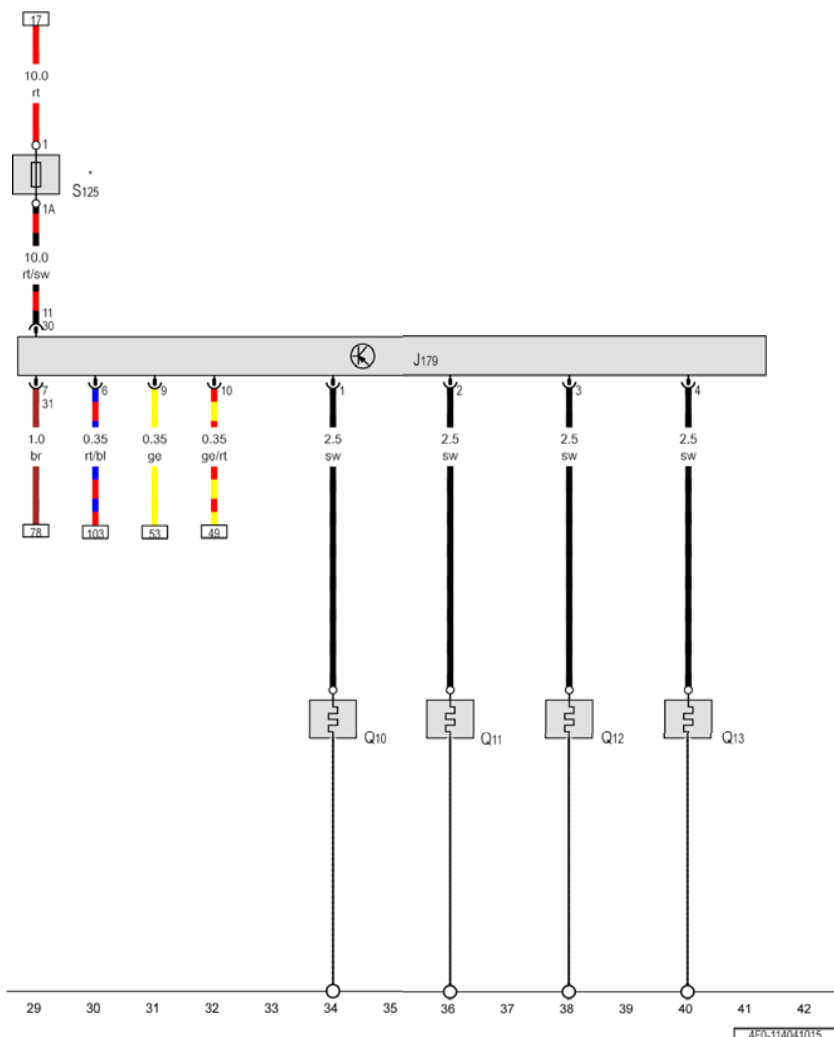 17
10.0
rt
1
*
S125
1A
10.0
rt/sw
11
30
J179
7 6 9 10 1 2 3 4
31
1.0 0.35 0.35 0.35 2.5 2.5 2.5 2.5
br rt/bl ge ge/rt sw sw sw sw
78 103 53 49
Q10 Q11 Q12 Q13
29 30 31 32 33 34 35 36 37 38 39 40 41 42
4F0-114041015